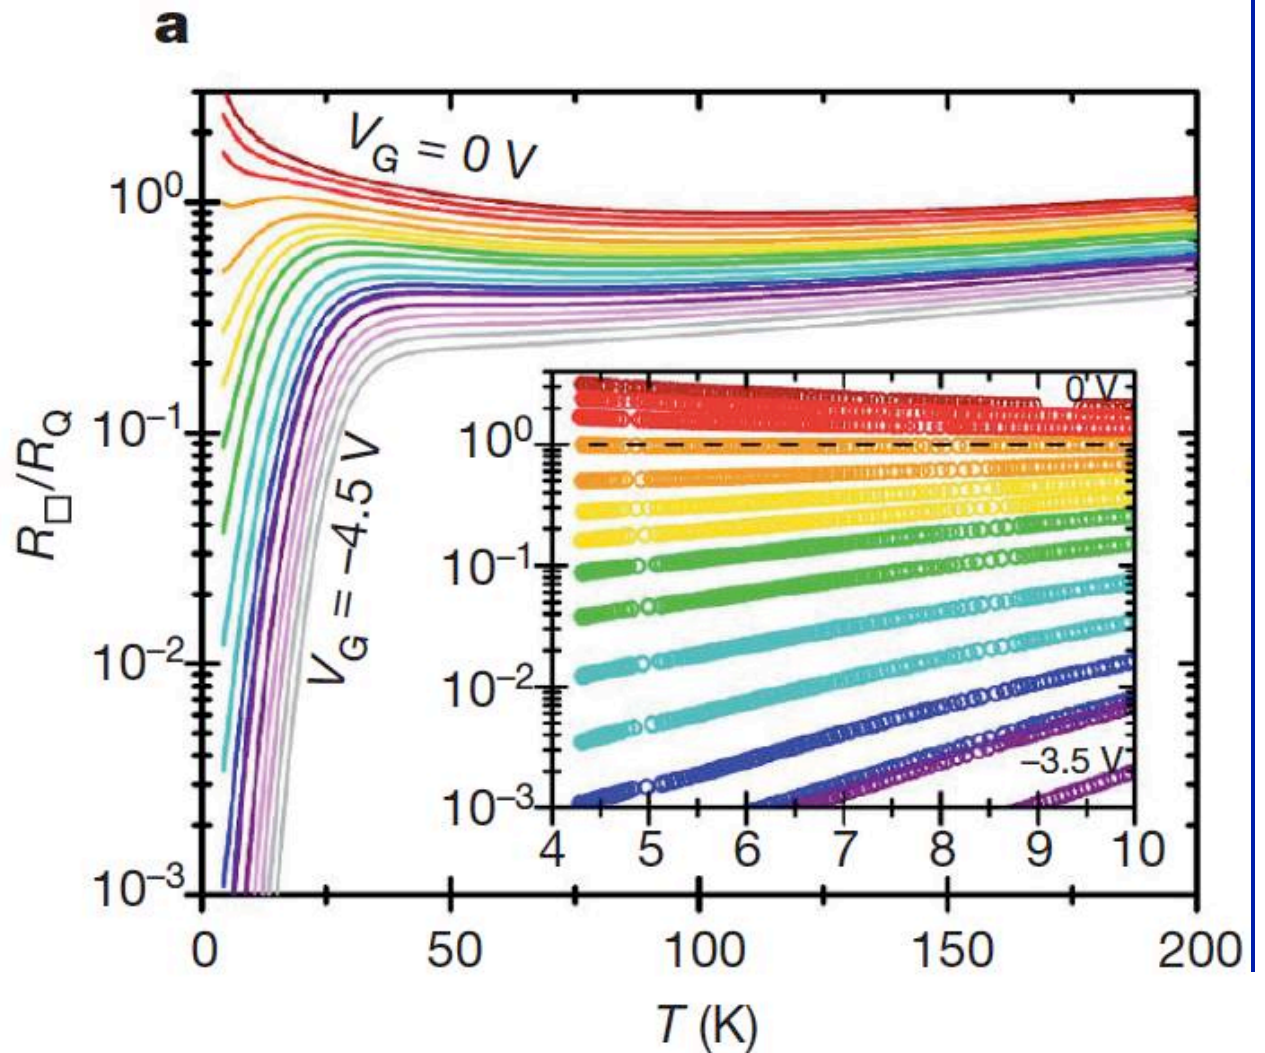 a
V_G = 0 V
10^0
10^–1
10^–2
10^–3
R_□/R_Q
V_G = –4.5 V
0 V
10^0
10^–1
10^–2
10^–3
–3.5 V
4 5 6 7 8 9 10
0 50 100 150 200
T (K)